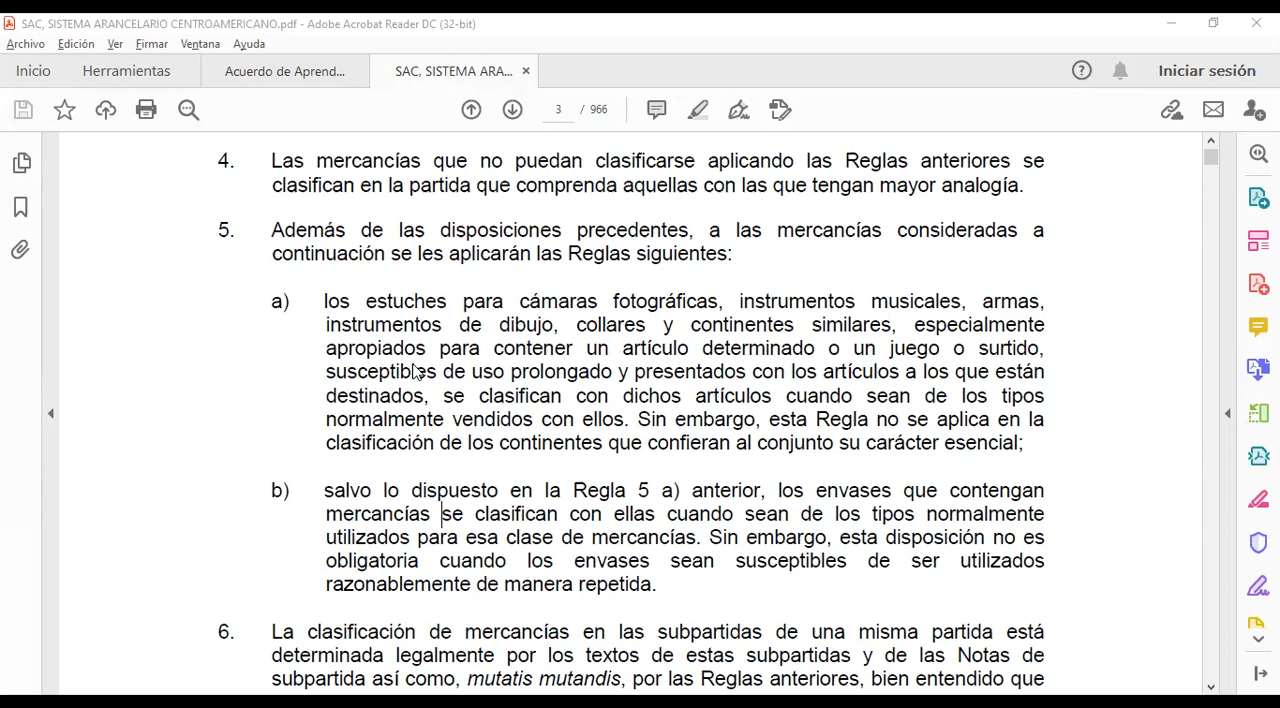 SAC, SISTEMA ARANCELARIO CENTROAMERICANO.pdf - Adobe Acrobat Reader DC (32-bit)
Archivo Edición Ver Firmar Ventana Ayuda
Inicio Herramientas Acuerdo de Aprend... SAC, SISTEMA ARA... × Iniciar sesión
3 / 966
4. Las mercancías que no puedan clasificarse aplicando las Reglas anteriores se
clasifican en la partida que comprenda aquellas con las que tengan mayor analogía.
5. Además de las disposiciones precedentes, a las mercancías consideradas a
continuación se les aplicarán las Reglas siguientes:
a) los estuches para cámaras fotográficas, instrumentos musicales, armas,
instrumentos de dibujo, collares y continentes similares, especialmente
apropiados para contener un artículo determinado o un juego o surtido,
susceptibles de uso prolongado y presentados con los artículos a los que están
destinados, se clasifican con dichos artículos cuando sean de los tipos
normalmente vendidos con ellos. Sin embargo, esta Regla no se aplica en la
clasificación de los continentes que confieran al conjunto su carácter esencial;
b) salvo lo dispuesto en la Regla 5 a) anterior, los envases que contengan
mercancías se clasifican con ellas cuando sean de los tipos normalmente
utilizados para esa clase de mercancías. Sin embargo, esta disposición no es
obligatoria cuando los envases sean susceptibles de ser utilizados
razonablemente de manera repetida.
6. La clasificación de mercancías en las subpartidas de una misma partida está
determinada legalmente por los textos de estas subpartidas y de las Notas de
subpartida así como, mutatis mutandis, por las Reglas anteriores, bien entendido que